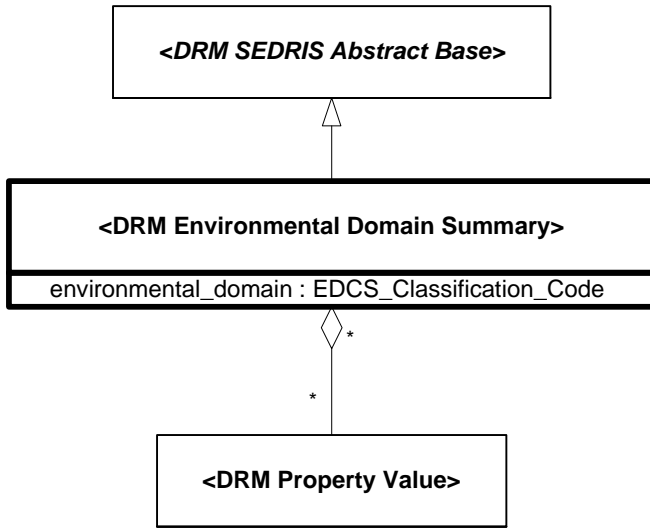 <DRM SEDRIS Abstract Base>
<DRM Environmental Domain Summary>
environmental_domain : EDCS_Classification_Code
*
*
<DRM Property Value>